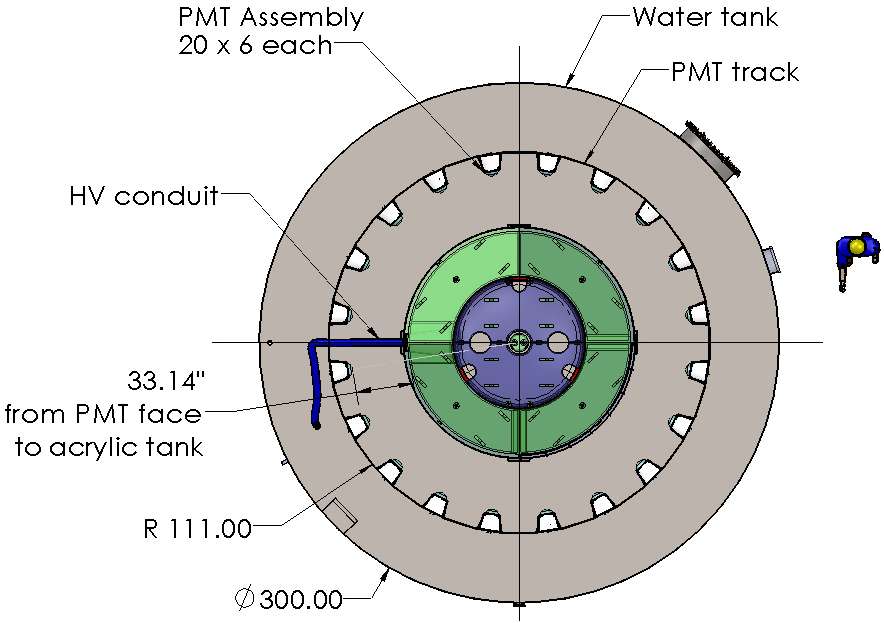 PMT Assembly
20 x 6 each
Water tank
PMT track
HV conduit
33.14"
from PMT face
to acrylic tank
R 111.00
∅300.00